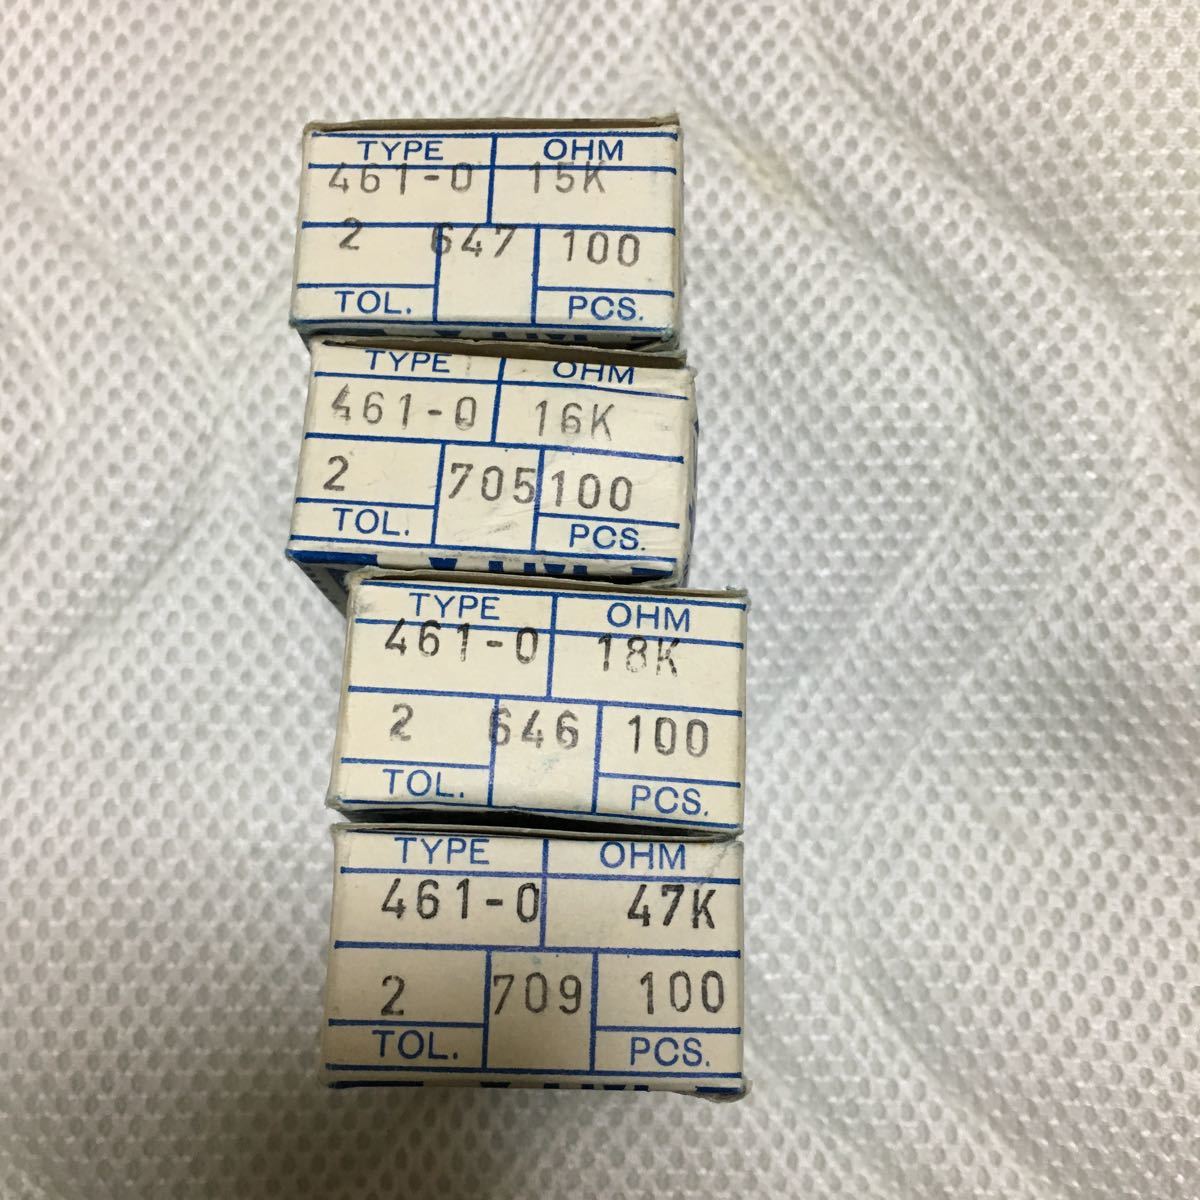 TYPE OHM
461-0 15K
2 647 100
TOL. PCS.
TYPE OHM
461-0 16K
2 705 100
TOL. PCS.
TYPE OHM
461-0 18K
2 646 100
TOL. PCS.
TYPE OHM
461-0 47K
2 709 100
TOL. PCS.